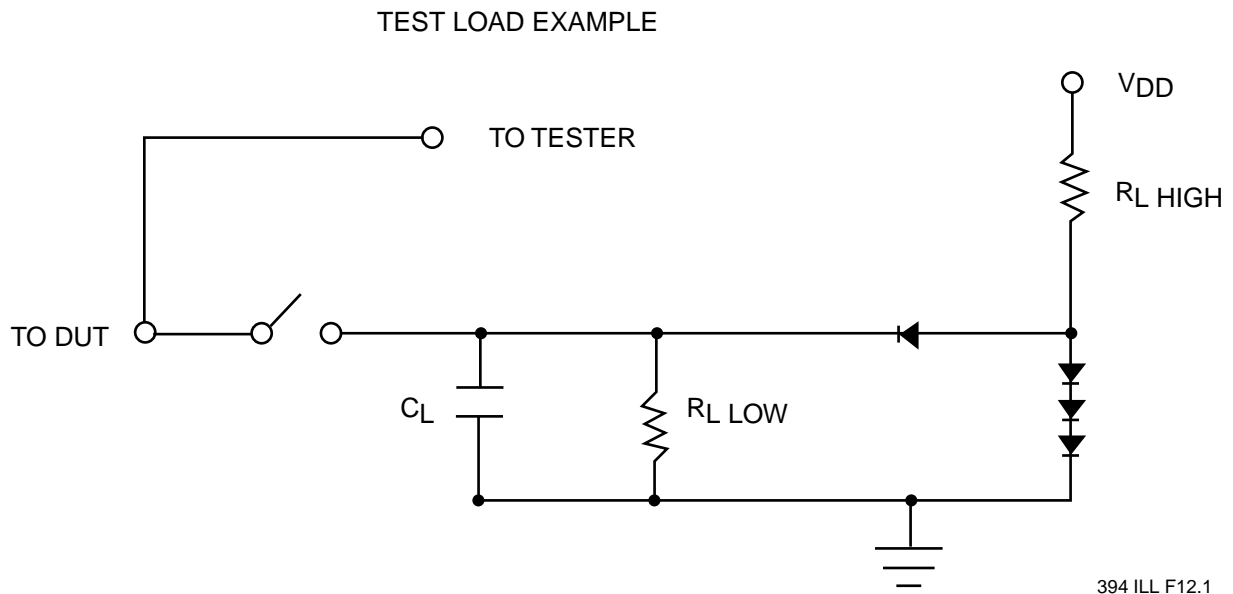 TEST LOAD EXAMPLE
VDD
TO TESTER
RL HIGH
TO DUT
CL
RL LOW
394 ILL F12.1